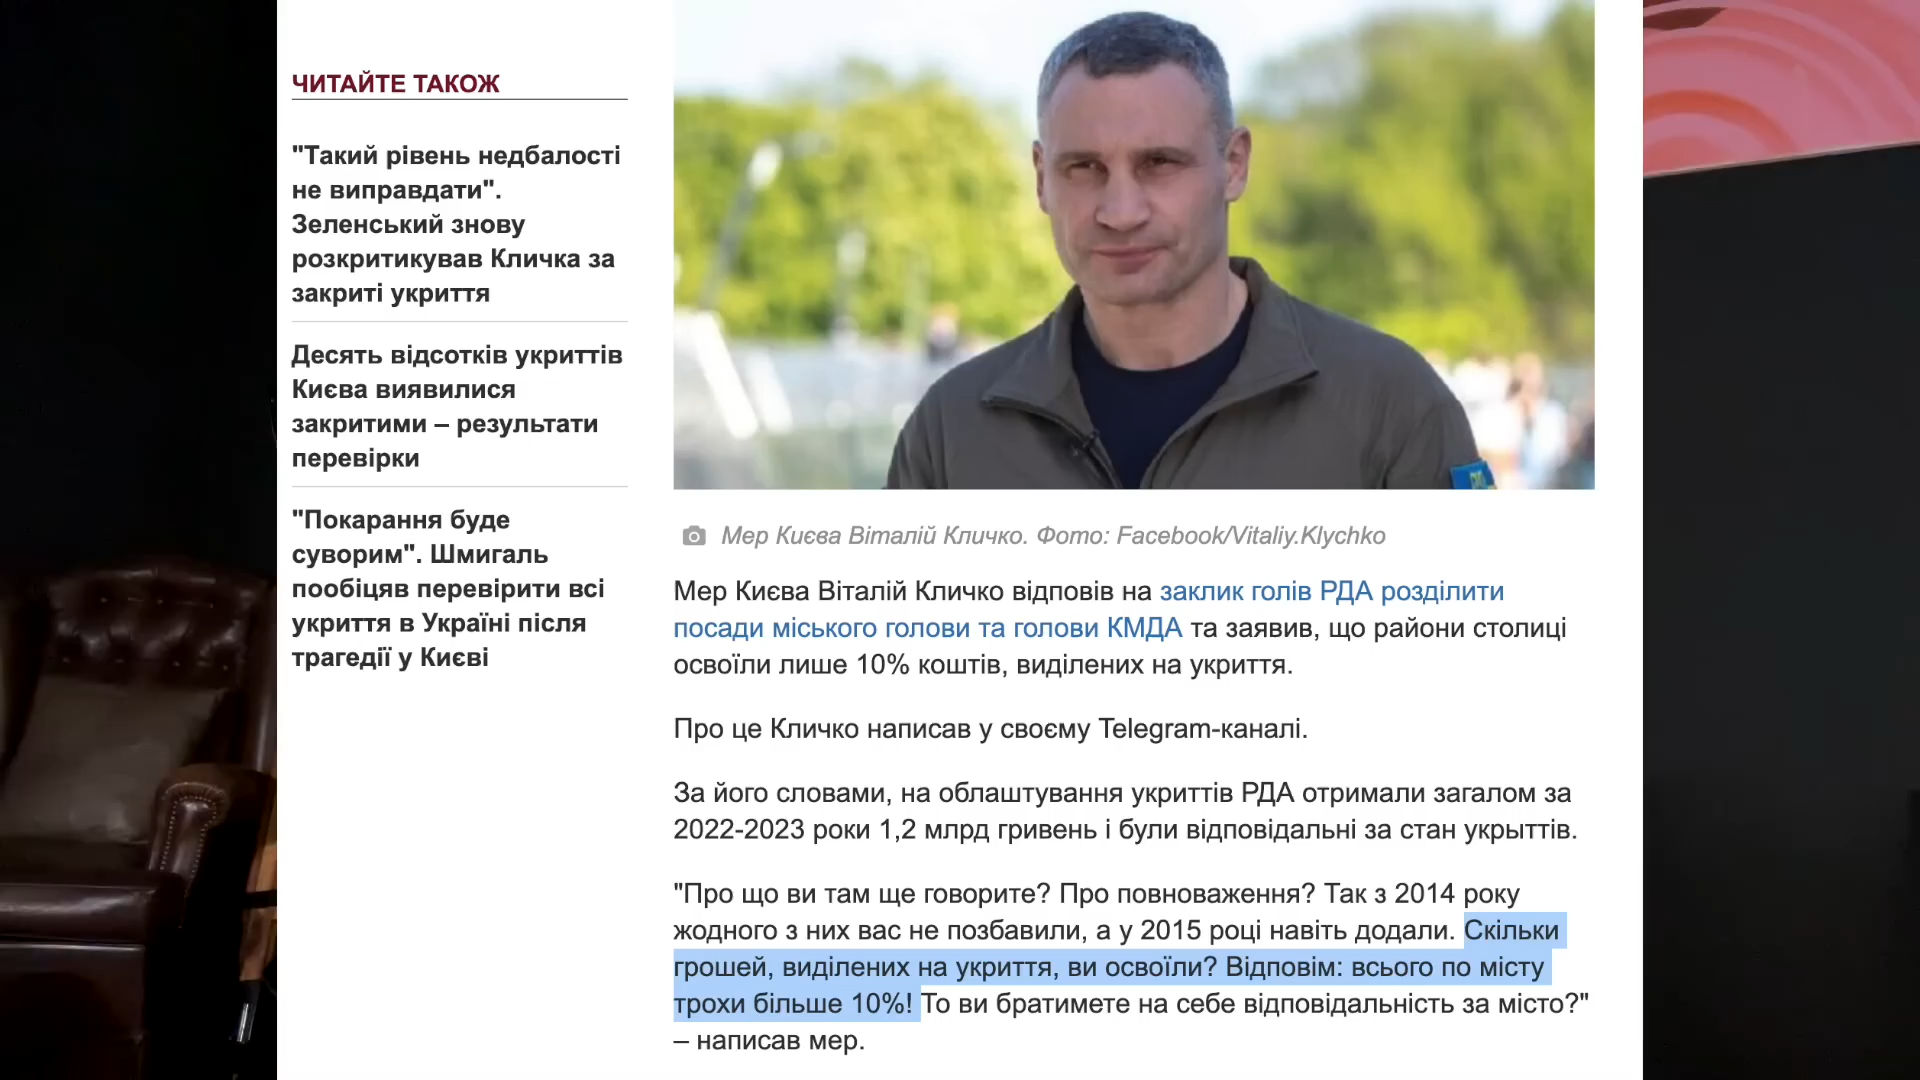 ЧИТАЙТЕ ТАКОЖ
"Такий рівень недбалості
не виправдати".
Зеленський знову
розкритикував Кличка за
закриті укриття
Десять відсотків укриттів
Києва виявилися
закритими – результати
перевірки
"Покарання буде
суворим". Шмигаль
пообіцяв перевірити всі
укриття в Україні після
трагедії у Києві
Мер Києва Віталій Кличко. Фото: Facebook/Vitaliy.Klychko
Мер Києва Віталій Кличко відповів на заклик голів РДА розділити
посади міського голови та голови КМДА та заявив, що райони столиці
освоїли лише 10% коштів, виділених на укриття.
Про це Кличко написав у своєму Telegram-каналі.
За його словами, на облаштування укриттів РДА отримали загалом за
2022-2023 роки 1,2 млрд гривень і були відповідальні за стан укрыттів.
"Про що ви там ще говорите? Про повноваження? Так з 2014 року
жодного з них вас не позбавили, а у 2015 році навіть додали. Скільки
грошей, виділених на укриття, ви освоїли? Відповім: всього по місту
трохи більше 10%! То ви братимете на себе відповідальність за місто?"
– написав мер.